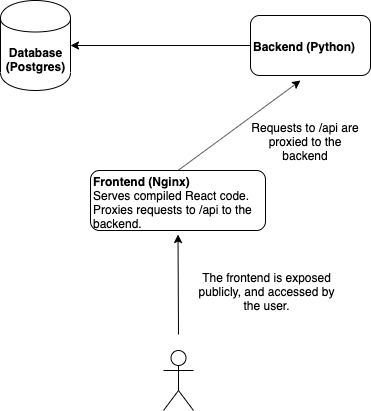 Database
(Postgres)
Backend (Python)
Requests to /api are
proxied to the
backend
Frontend (Nginx)
Serves compiled React code.
Proxies requests to /api to the
backend.
The frontend is exposed
publicly, and accessed by
the user.